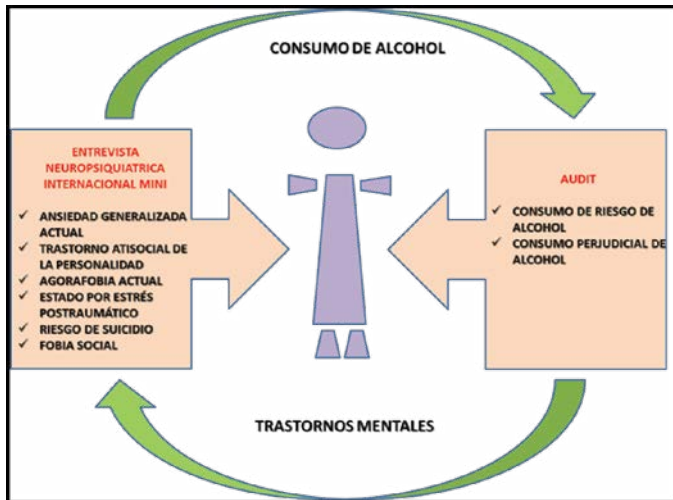 CONSUMO DE ALCOHOL
ENTREVISTA
NEUROPSIQUIATRICA
INTERNACIONAL MINI
✓ ANSIEDAD GENERALIZADA
ACTUAL
✓ TRASTORNO ATISOCIAL DE
LA PERSONALIDAD
✓ AGORAFOBIA ACTUAL
✓ ESTADO POR ESTRÉS
POSTRAUMÁTICO
✓ RIESGO DE SUICIDIO
✓ FOBIA SOCIAL
AUDIT
✓ CONSUMO DE RIESGO DE
ALCOHOL
✓ CONSUMO PERJUDICIAL DE
ALCOHOL
TRASTORNOS MENTALES